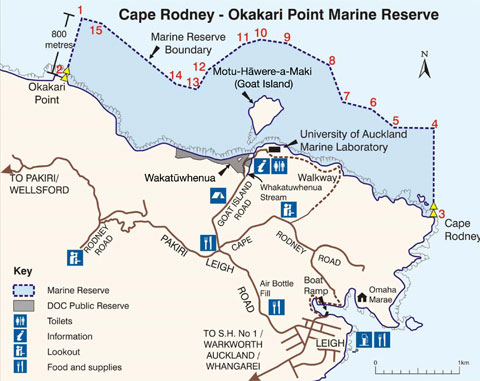 Cape Rodney - Okakari Point Marine Reserve
1
15
800
metres
Marine Reserve
Boundary
14
13
12
11
10
9
8
7
6
5
4
3
2
N
Okakari
Point
Motu-Häwere-a-Maki
(Goat Island)
University of Auckland
Marine Laboratory
TO PAKIRI/
WELLSFORD
Wakatüwhenua
Walkway
Whakatuwhenua
Stream
GOAT ISLAND
ROAD
Cape
Rodney
RODNEY
ROAD
PAKIRI
LEIGH
ROAD
CAPE
RODNEY
ROAD
Air Bottle
Fill
Boat
Ramp
Omaha
Marae
TO S.H. No 1 /
WARKWORTH
AUCKLAND /
WHANGAREI
LEIGH
0
1km
Key
Marine Reserve
DOC Public Reserve
Toilets
Information
Lookout
Food and supplies